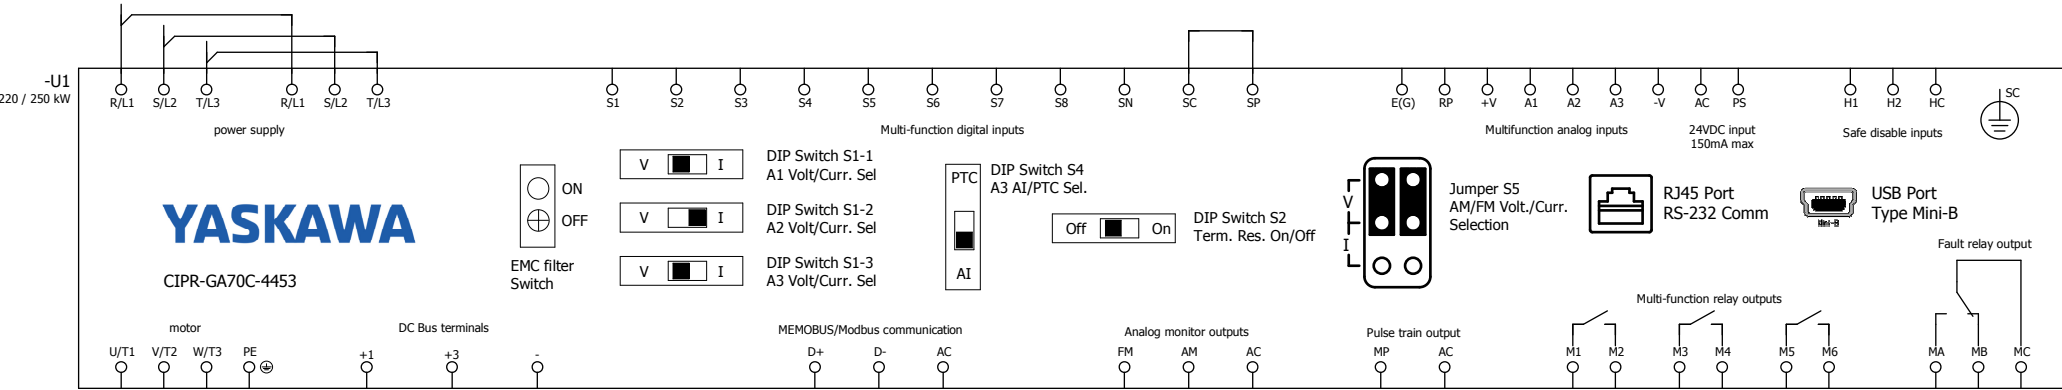 -U1
220 / 250 kW
R/L1 S/L2 T/L3 R/L1 S/L2 T/L3 S1 S2 S3 S4 S5 S6 S7 S8 SN SC SP E(G) RP +V A1 A2 A3 -V AC PS H1 H2 HC SC
power supply
Multi-function digital inputs
Multifunction analog inputs
24VDC input
150mA max
Safe disable inputs
YASKAWA
CIPR-GA70C-4453
ON
OFF
EMC filter
Switch
V I
DIP Switch S1-1
A1 Volt/Curr. Sel
V I
DIP Switch S1-2
A2 Volt/Curr. Sel
V I
DIP Switch S1-3
A3 Volt/Curr. Sel
PTC
AI
DIP Switch S4
A3 AI/PTC Sel.
Off On
DIP Switch S2
Term. Res. On/Off
V
I
Jumper S5
AM/FM Volt./Curr.
Selection
RJ45 Port
RS-232 Comm
Mini-B
USB Port
Type Mini-B
Fault relay output
Multi-function relay outputs
motor
DC Bus terminals
MEMOBUS/Modbus communication
Analog monitor outputs
Pulse train output
U/T1 V/T2 W/T3 PE +1 +3 - D+ D- AC FM AM AC MP AC M1 M2 M3 M4 M5 M6 MA MB MC